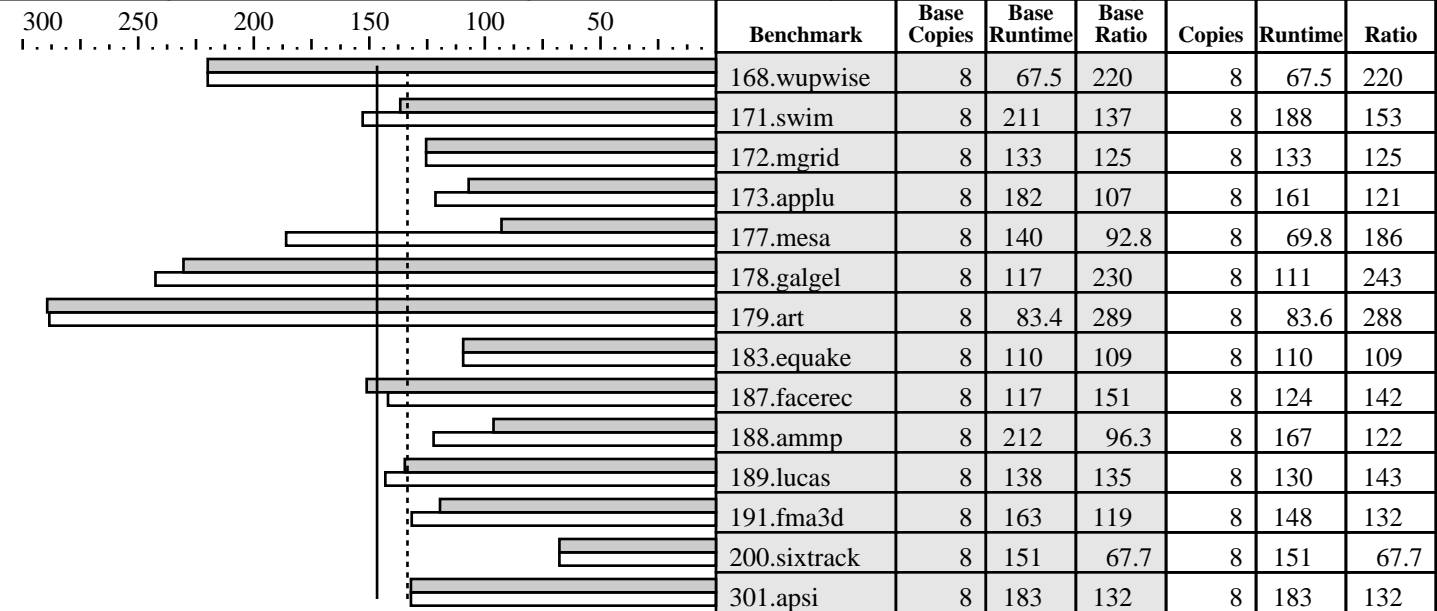 300 250 200 150 100 50
Benchmark Base Copies Base Runtime Base Ratio Copies Runtime Ratio
168.wupwise 8 67.5 220 8 67.5 220
171.swim 8 211 137 8 188 153
172.mgrid 8 133 125 8 133 125
173.applu 8 182 107 8 161 121
177.mesa 8 140 92.8 8 69.8 186
178.galgel 8 117 230 8 111 243
179.art 8 83.4 289 8 83.6 288
183.equake 8 110 109 8 110 109
187.facerec 8 117 151 8 124 142
188.ammp 8 212 96.3 8 167 122
189.lucas 8 138 135 8 130 143
191.fma3d 8 163 119 8 148 132
200.sixtrack 8 151 67.7 8 151 67.7
301.apsi 8 183 132 8 183 132